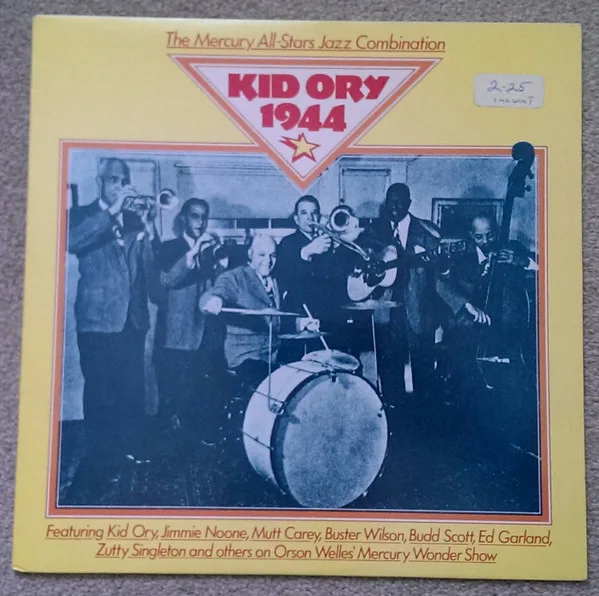 The Mercury All-Stars Jazz Combination
KID ORY
1944
2-25
Featuring Kid Ory, Jimmie Noone, Mutt Carey, Buster Wilson, Budd Scott, Ed Garland,
Zutty Singleton and others on Orson Welles' Mercury Wonder Show